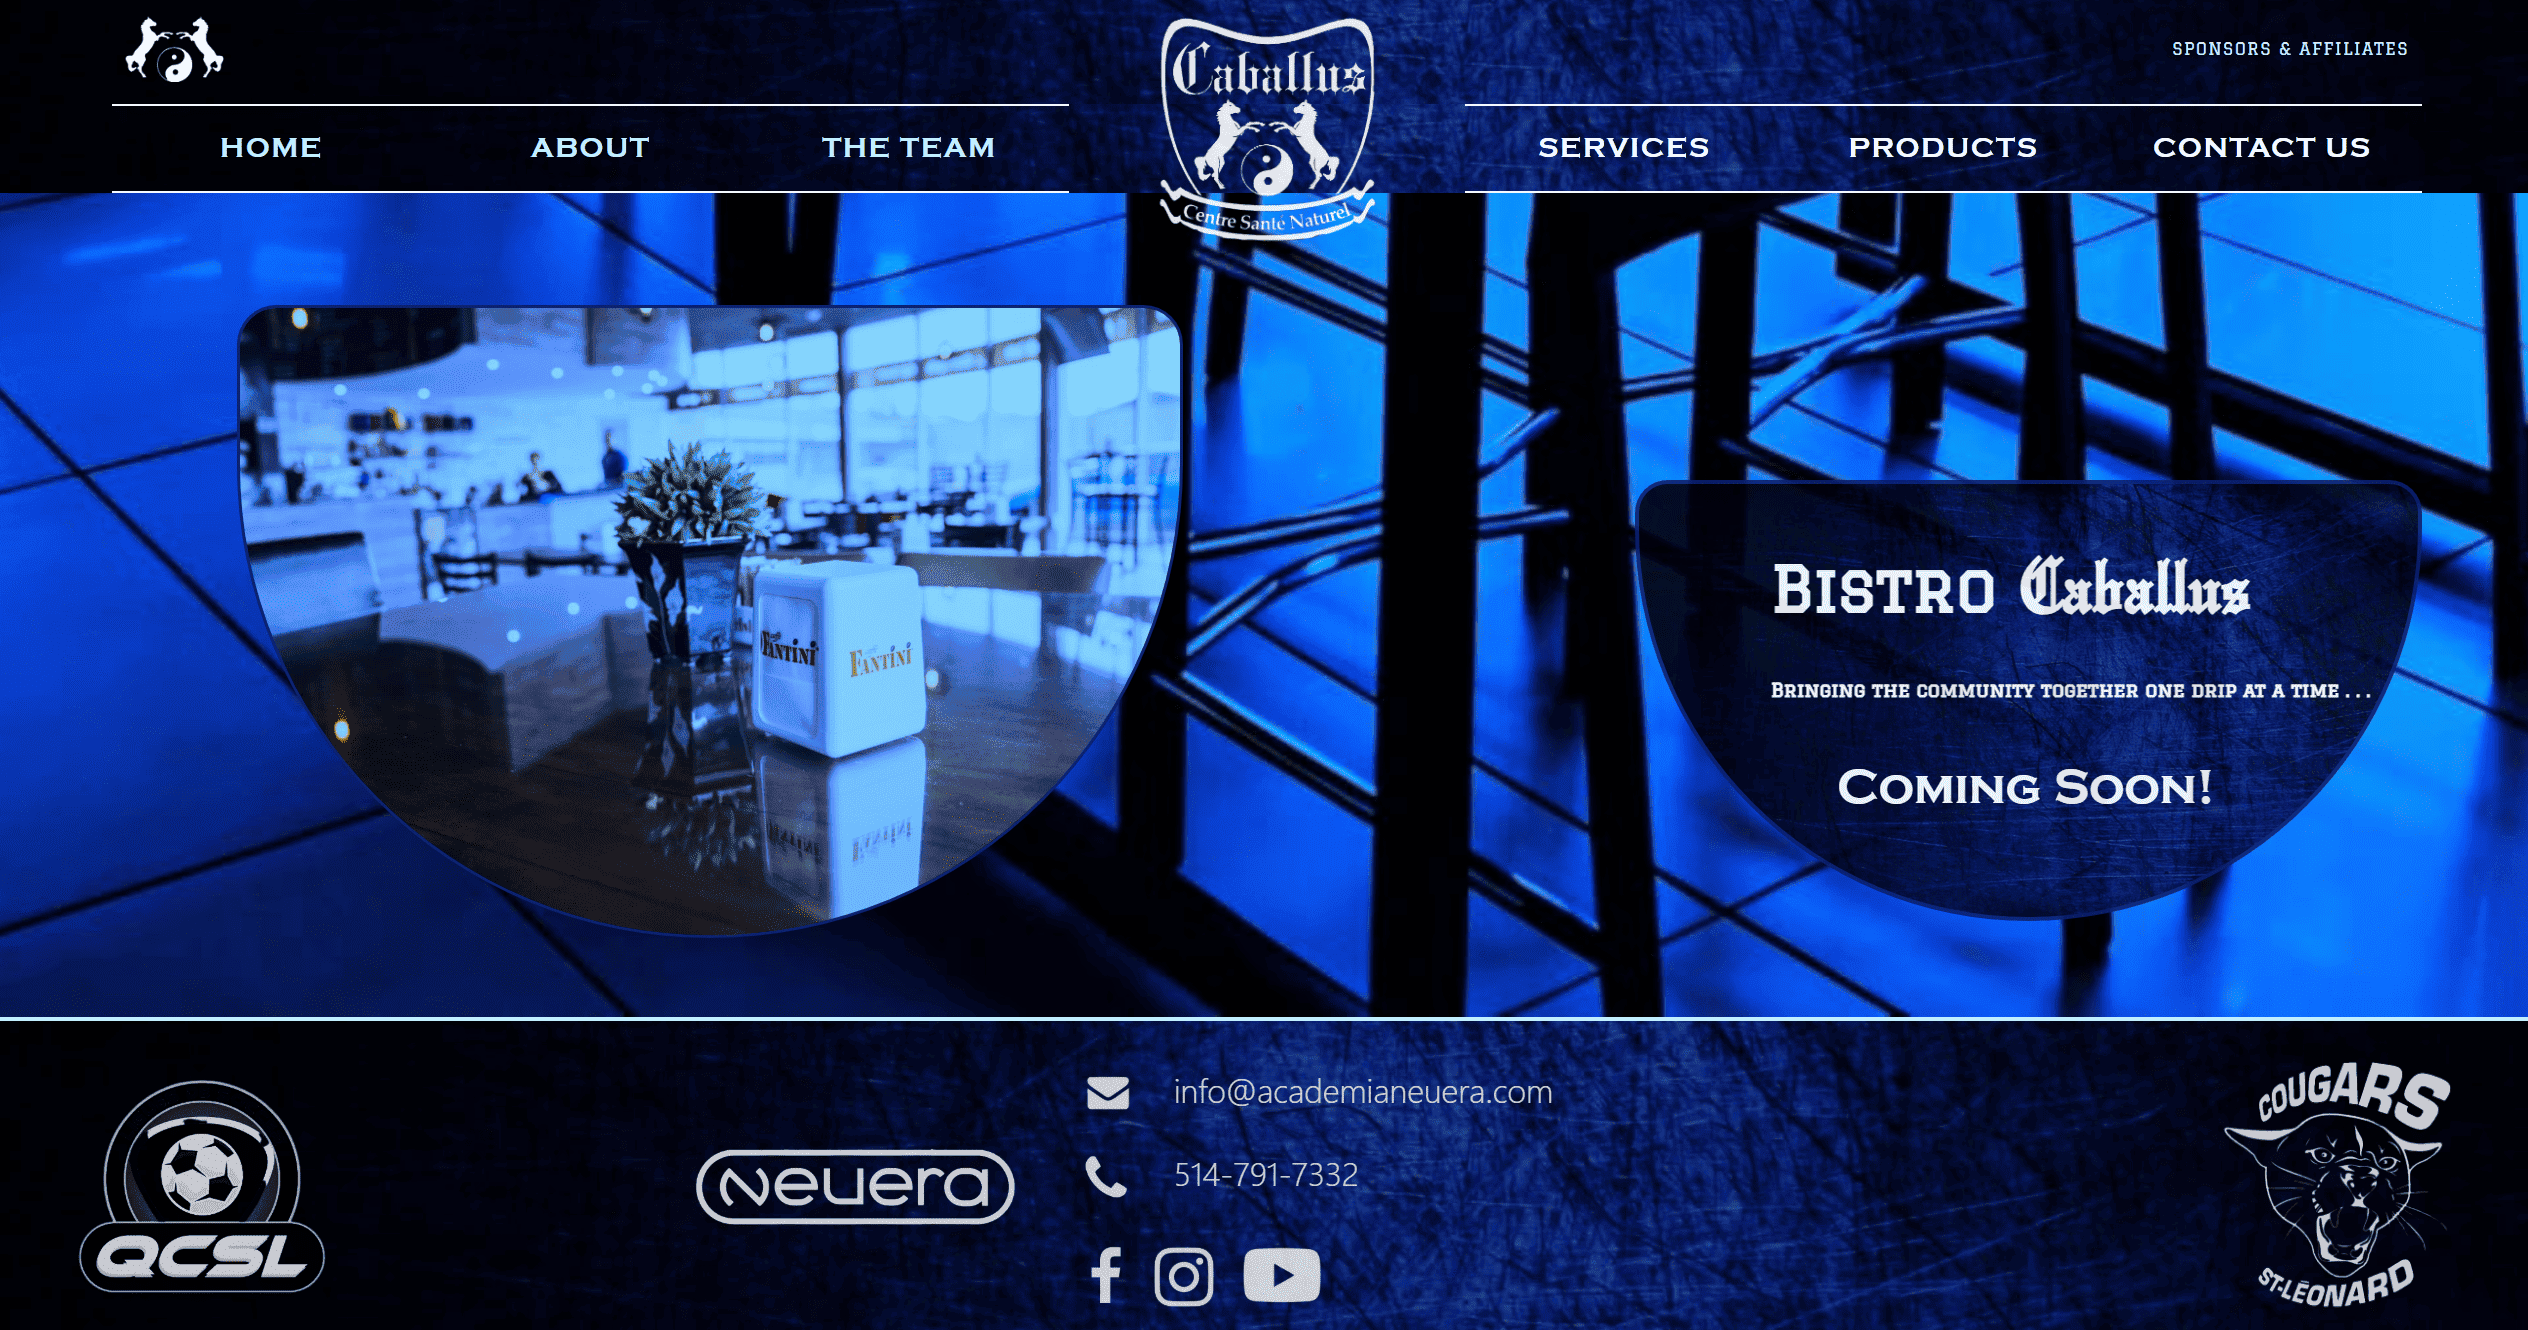 SPONSORS & AFFILIATES
Caballus
Centre Santé Naturel
HOME ABOUT THE TEAM SERVICES PRODUCTS CONTACT US
FANTINI FANTINI
BISTRO Caballus
BRINGING THE COMMUNITY TOGETHER ONE DRIP AT A TIME...
COMING SOON!
QCSL
neuera
info@academianeuera.com
514-791-7332
COUGARS
ST-LÉONARD